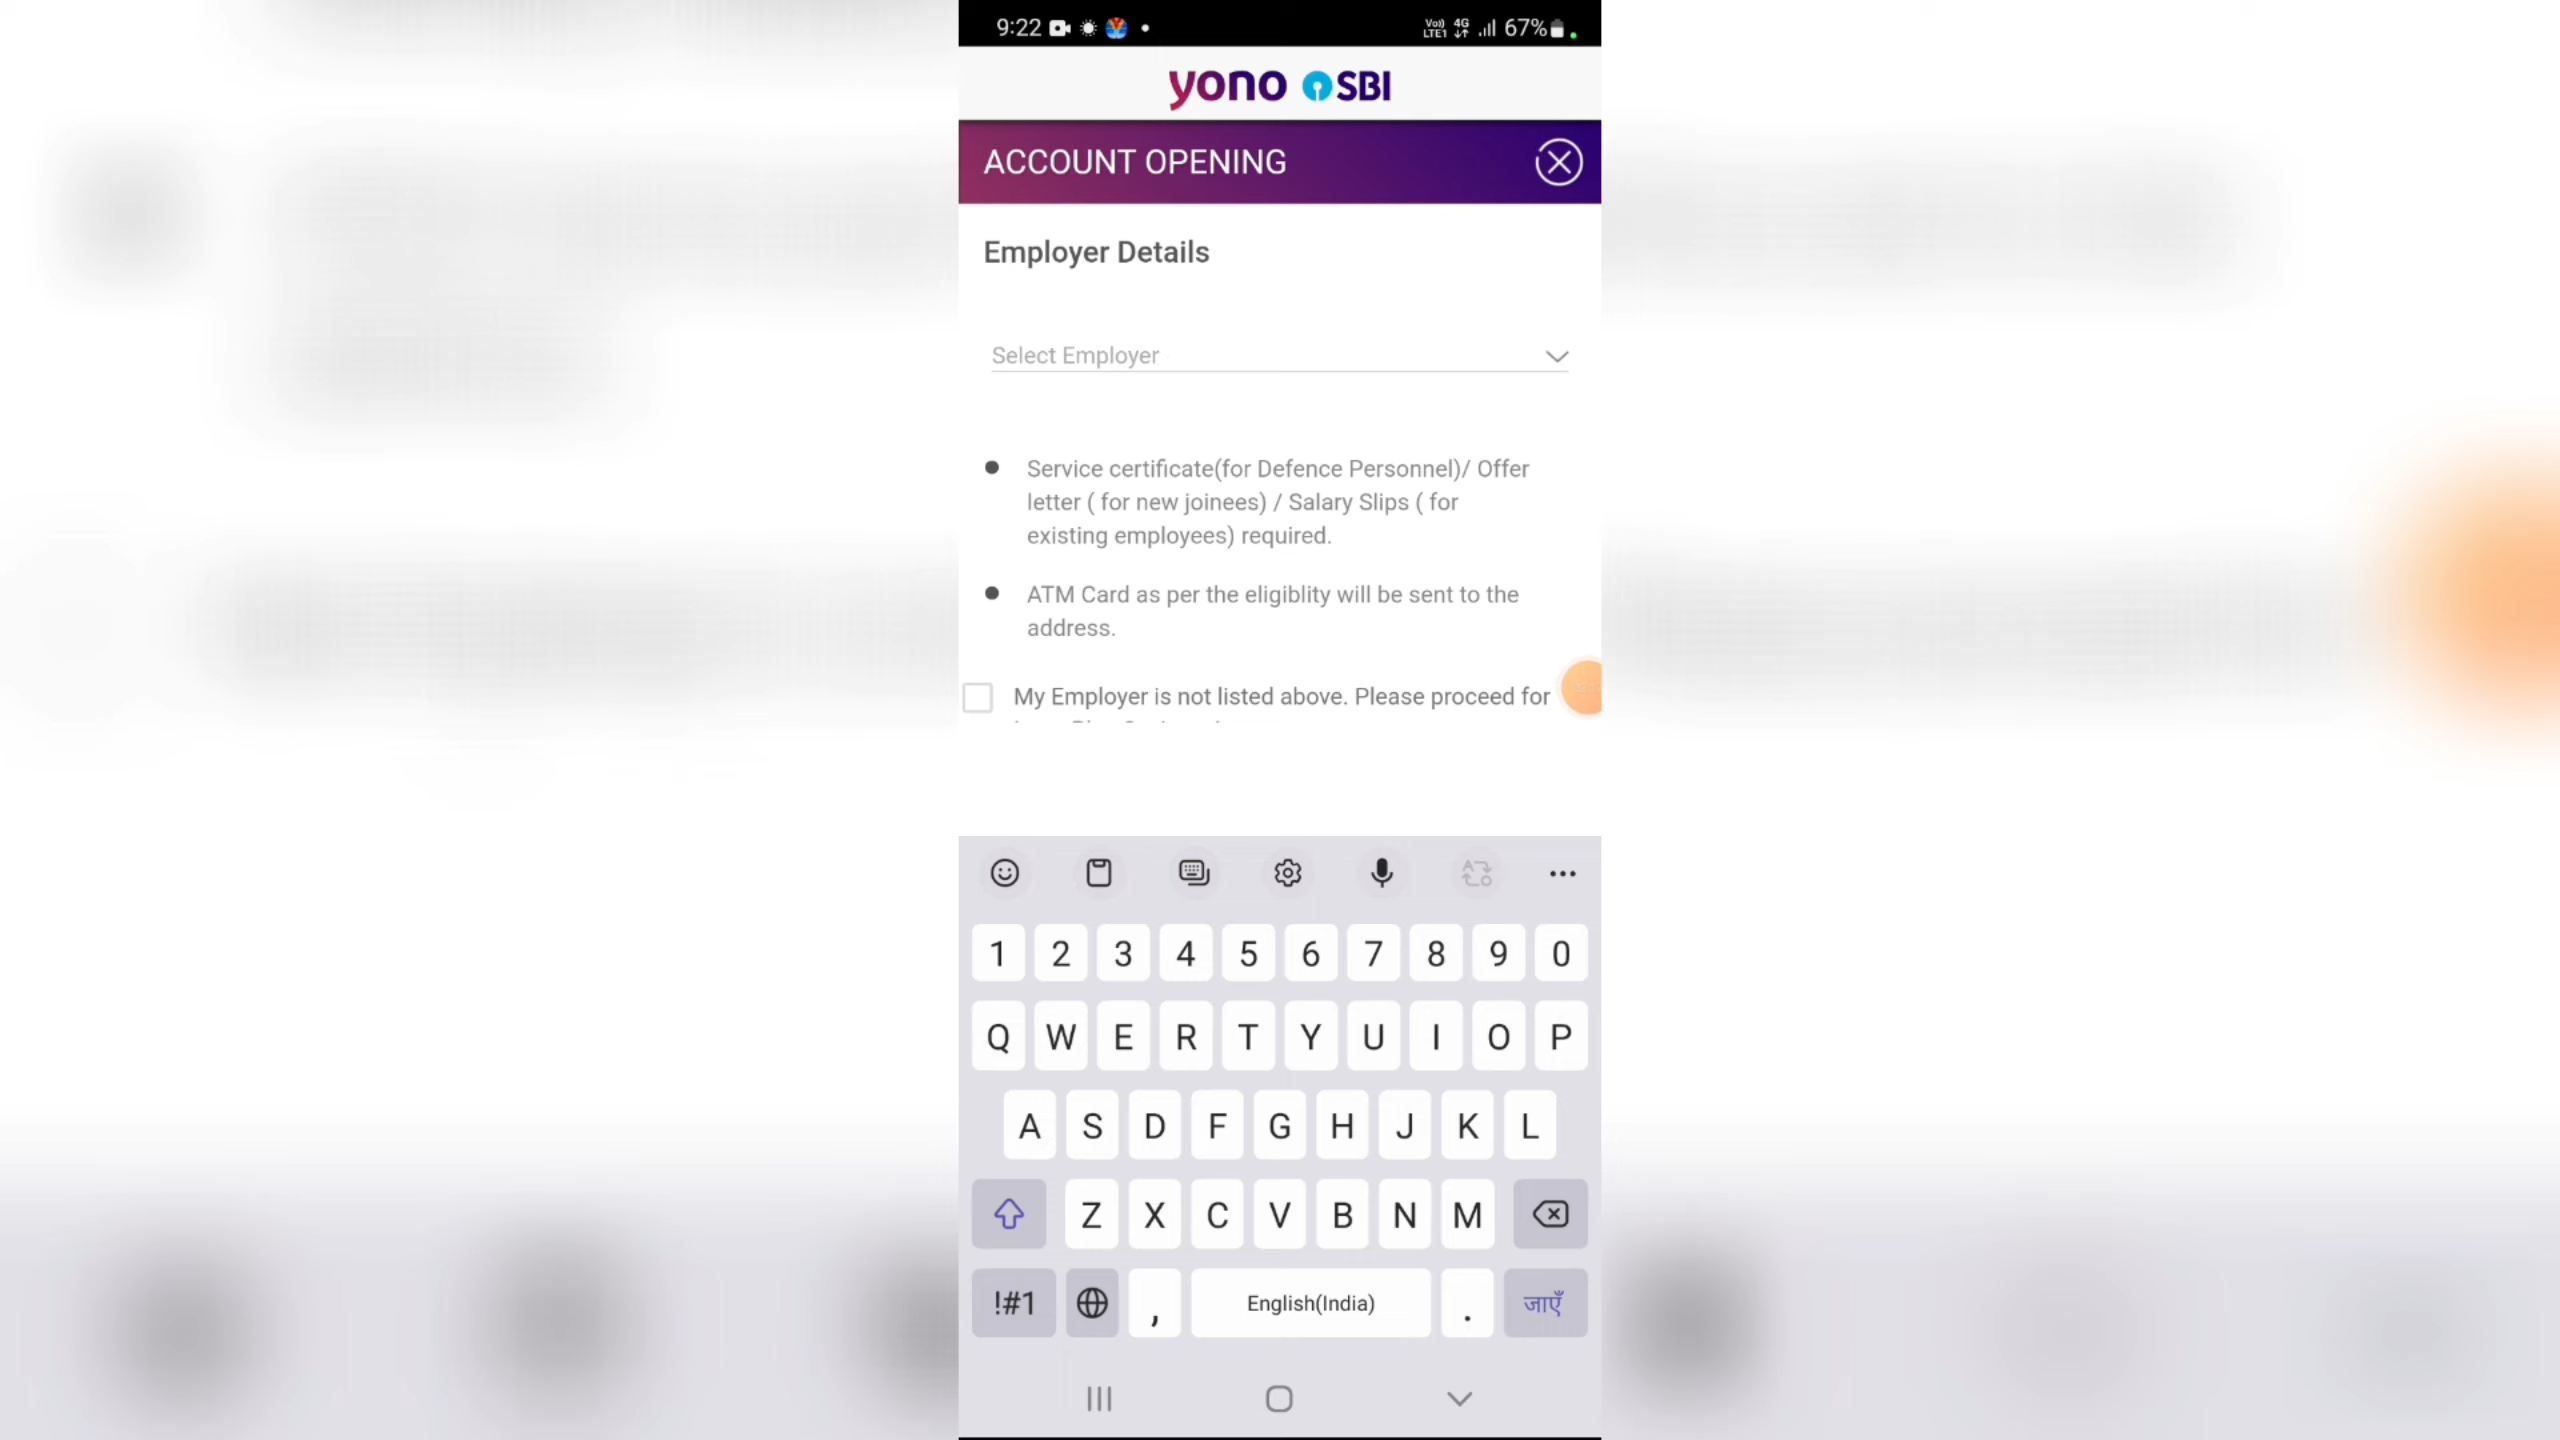 9:22
Vo)) LTE1 4G 67%
yono SBI
ACCOUNT OPENING
Employer Details
Select Employer
Service certificate(for Defence Personnel)/ Offer
letter ( for new joinees) / Salary Slips ( for
existing employees) required.
ATM Card as per the eligiblity will be sent to the
address.
My Employer is not listed above. Please proceed for
1 2 3 4 5 6 7 8 9 0
Q W E R T Y U I O P
A S D F G H J K L
Z X C V B N M
!#1 , English(India) . जाएँ